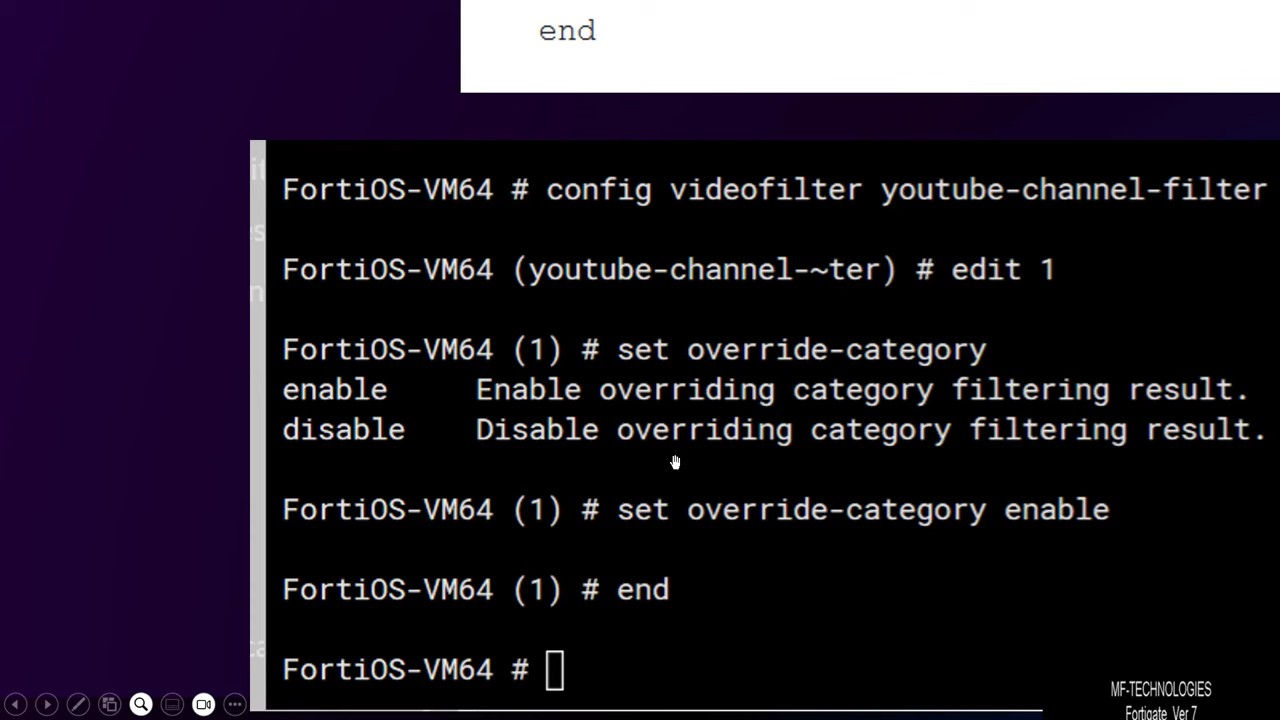 end
FortiOS-VM64 # config videofilter youtube-channel-filter
FortiOS-VM64 (youtube-channel-~ter) # edit 1
FortiOS-VM64 (1) # set override-category
enable Enable overriding category filtering result.
disable Disable overriding category filtering result.
FortiOS-VM64 (1) # set override-category enable
FortiOS-VM64 (1) # end
FortiOS-VM64 #
MF-TECHNOLOGIES
Fortigate Ver 7